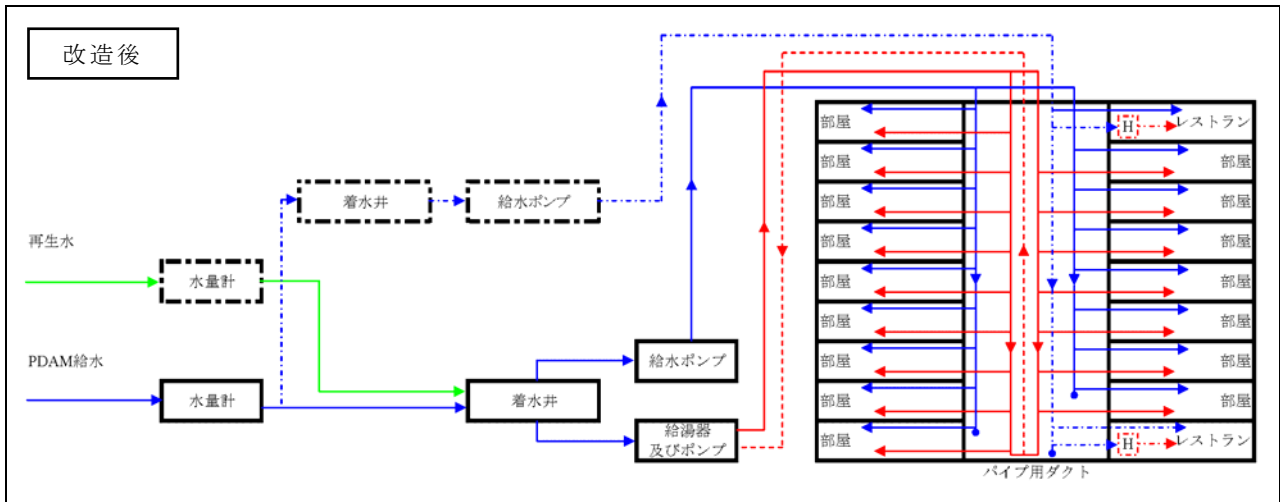 改造後
部屋
H
レストラン
部屋
部屋
着水井
給水ポンプ
部屋
部屋
再生水
部屋
部屋
水量計
部屋
部屋
部屋
部屋
PDAM給水
給水ポンプ
部屋
部屋
水量計
着水井
部屋
部屋
給湯器
及びポンプ
部屋
H
レストラン
パイプ用ダクト